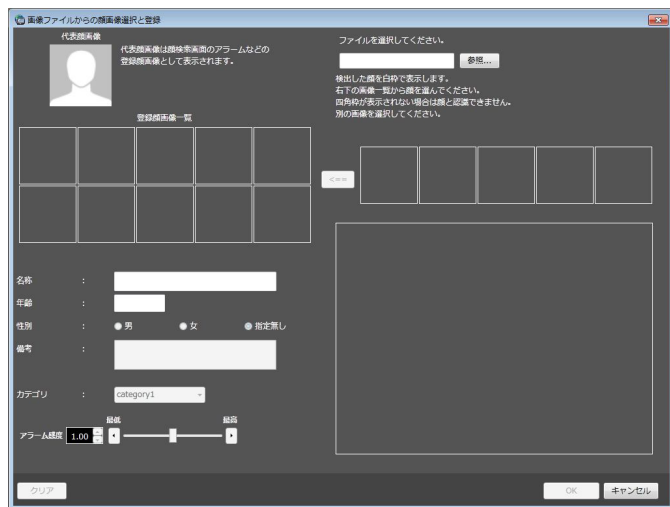 画像ファイルからの顔画像選択と登録
代表顔画像
代表顔画像は顔検索画面のアラームなどの
登録顔画像として表示されます。
登録顔画像一覧
ファイルを選択してください。
参照...
検出した顔を白枠で表示します。
右下の画像一覧から顔を選んでください。
四角枠が表示されない場合は顔と認識できません。
別の画像を選択してください。
<==
名称 :
年齢 :
性別 : 男 女 指定無し
備考 :
カテゴリ : category1
最低 最高
アラーム感度 1.00
クリア
OK キャンセル